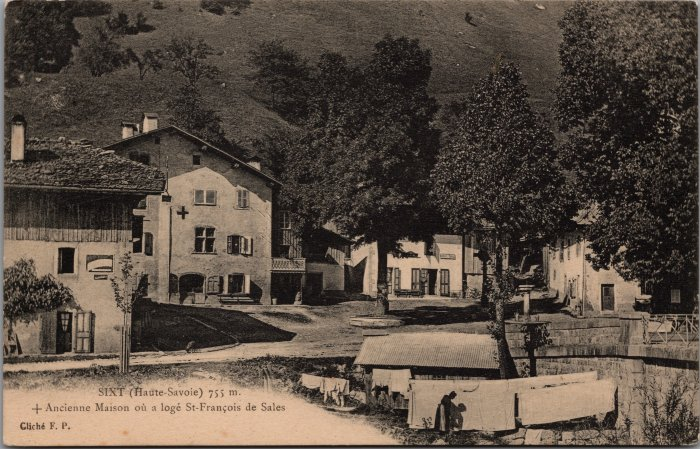 SIXT (Haute-Savoie) 755 m.
+ Ancienne Maison où a logé St-François de Sales
Cliché F. P.